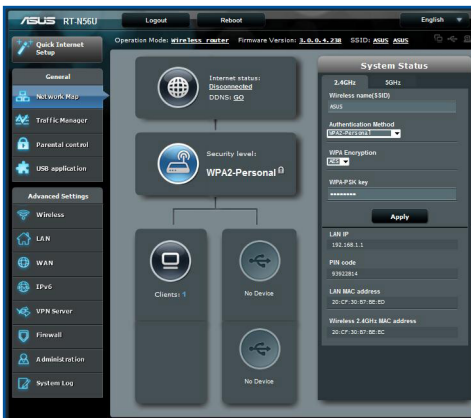 ASUS RT-N56U
Logout
Reboot
English
Quick Internet
Setup
Operation Mode: Wireless router Firmware Version: 3.0.0.4.238 SSID: ASUS ASUS
General
Network Map
Traffic Manager
Parental control
USB application
Advanced Settings
Wireless
LAN
WAN
IPv6
VPN Server
Firewall
Administration
System Log
Internet status:
Disconnected
DDNS: GO
Security level:
WPA2-Personal
Clients: 1
No Device
No Device
System Status
2.4GHz 5GHz
Wireless name(SSID)
ASUS
Authentication Method
WPA2-Personal
WPA Encryption
AES
WPA-PSK key
Apply
LAN IP
192.168.1.1
PIN code
93922814
LAN MAC address
20:CF:30:B7:BE:ED
Wireless 2.4GHz MAC address
20:CF:30:B7:BE:EC